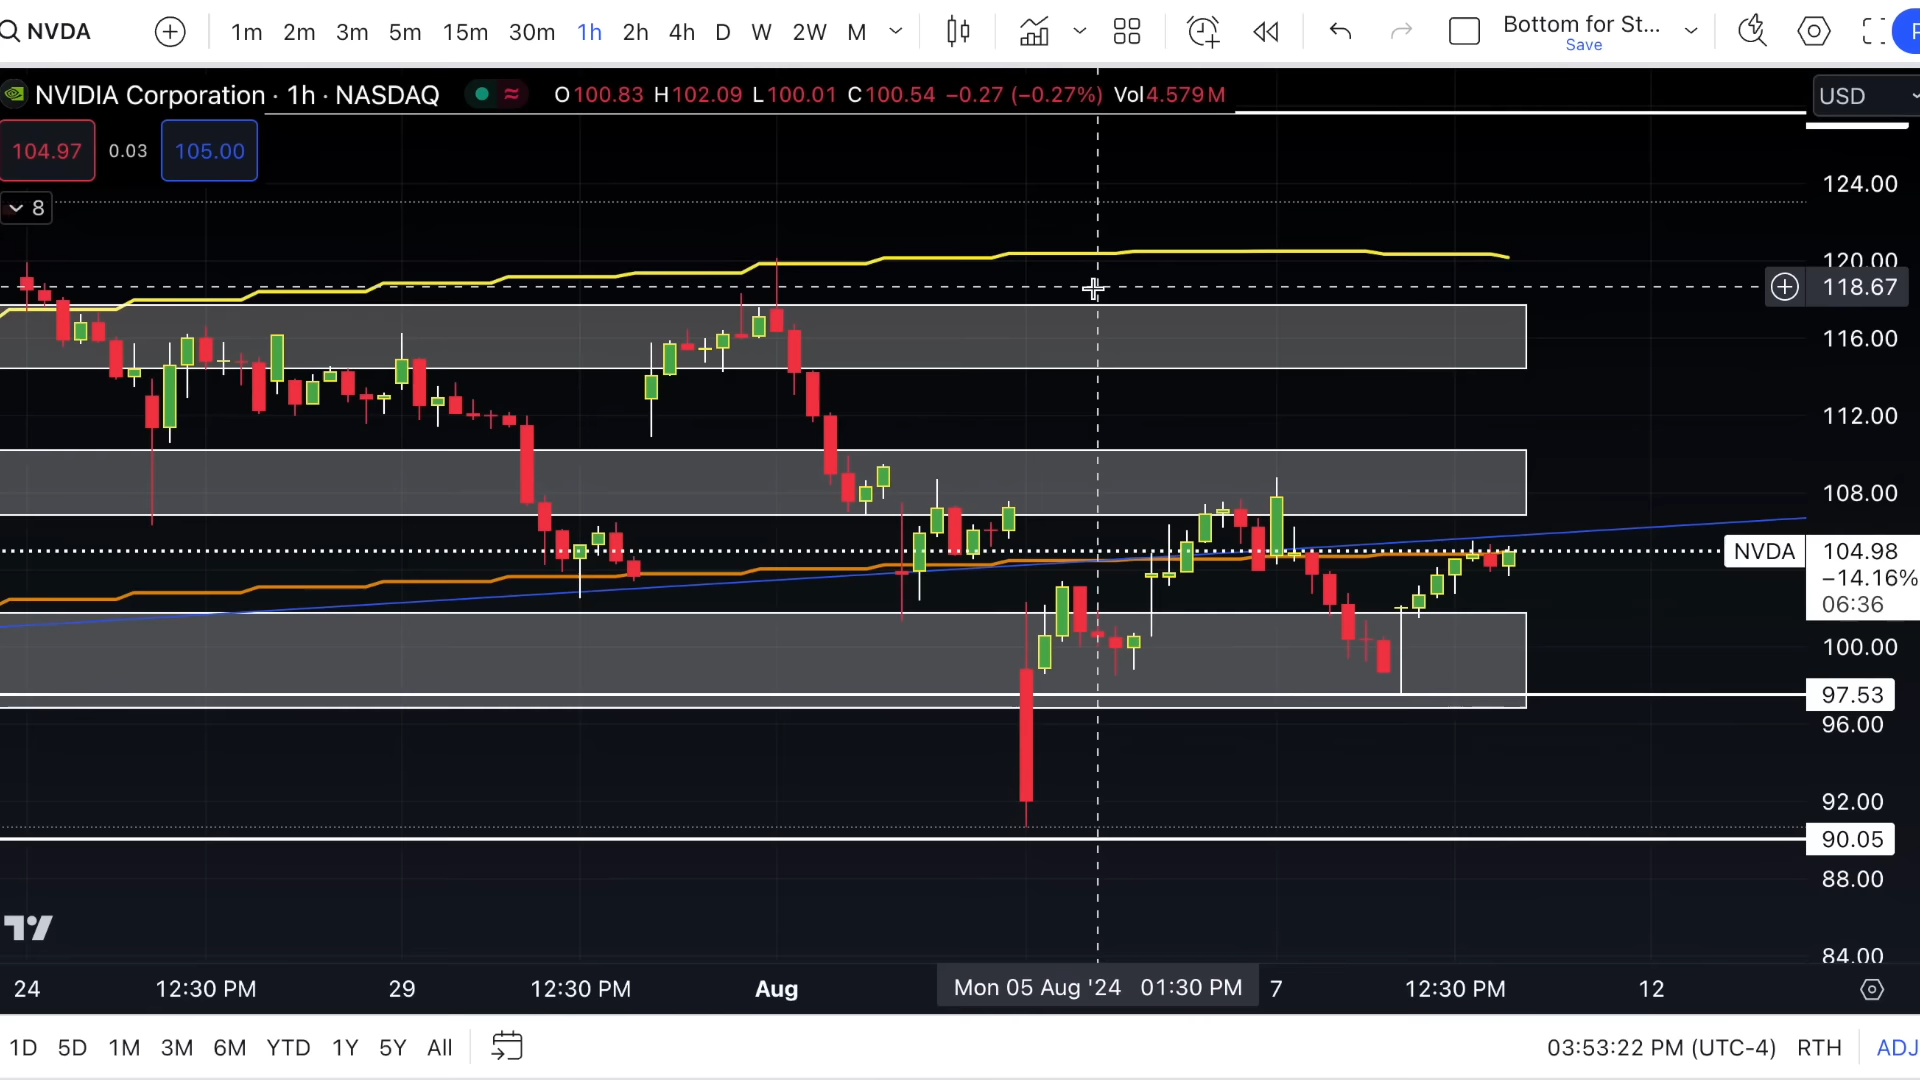 NVDA 1m 2m 3m 5m 15m 30m 1h 2h 4h D W 2W M Bottom for St...
Save
NVIDIA Corporation · 1h · NASDAQ O100.83 H102.09 L100.01 C100.54 −0.27 (−0.27%) Vol4.579M USD
104.97 0.03 105.00
8
124.00
120.00
118.67
116.00
112.00
108.00
NVDA 104.98
−14.16%
06:36
100.00
97.53
96.00
92.00
90.05
88.00
84.00
24 12:30 PM 29 12:30 PM Aug Mon 05 Aug '24 01:30 PM 7 12:30 PM 12
1D 5D 1M 3M 6M YTD 1Y 5Y All 03:53:22 PM (UTC-4) RTH ADJ